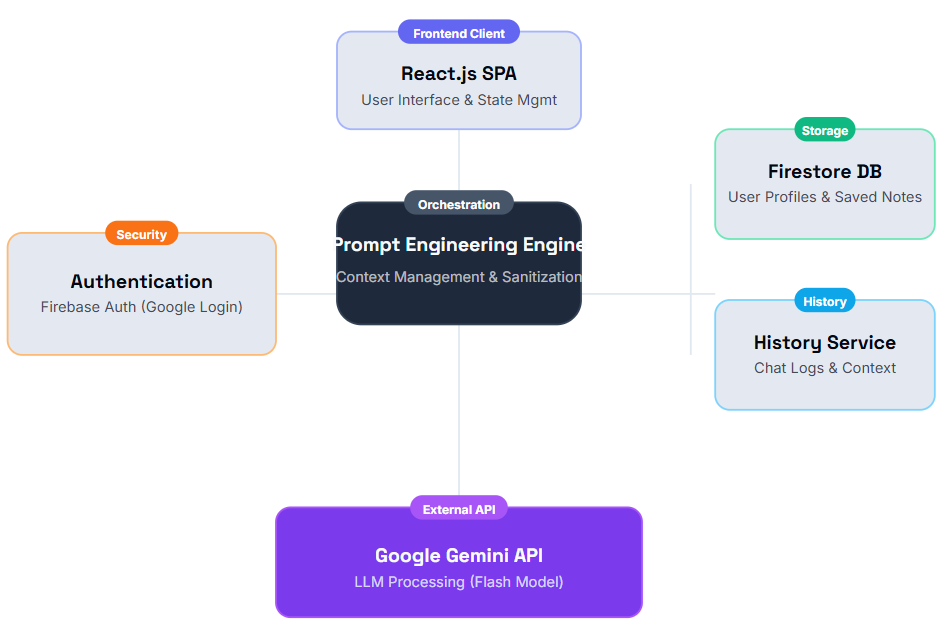 Frontend Client
React.js SPA
User Interface & State Mgmt
Storage
Firestore DB
User Profiles & Saved Notes
Orchestration
Prompt Engineering Engine
Context Management & Sanitization
Security
Authentication
Firebase Auth (Google Login)
History
History Service
Chat Logs & Context
External API
Google Gemini API
LLM Processing (Flash Model)